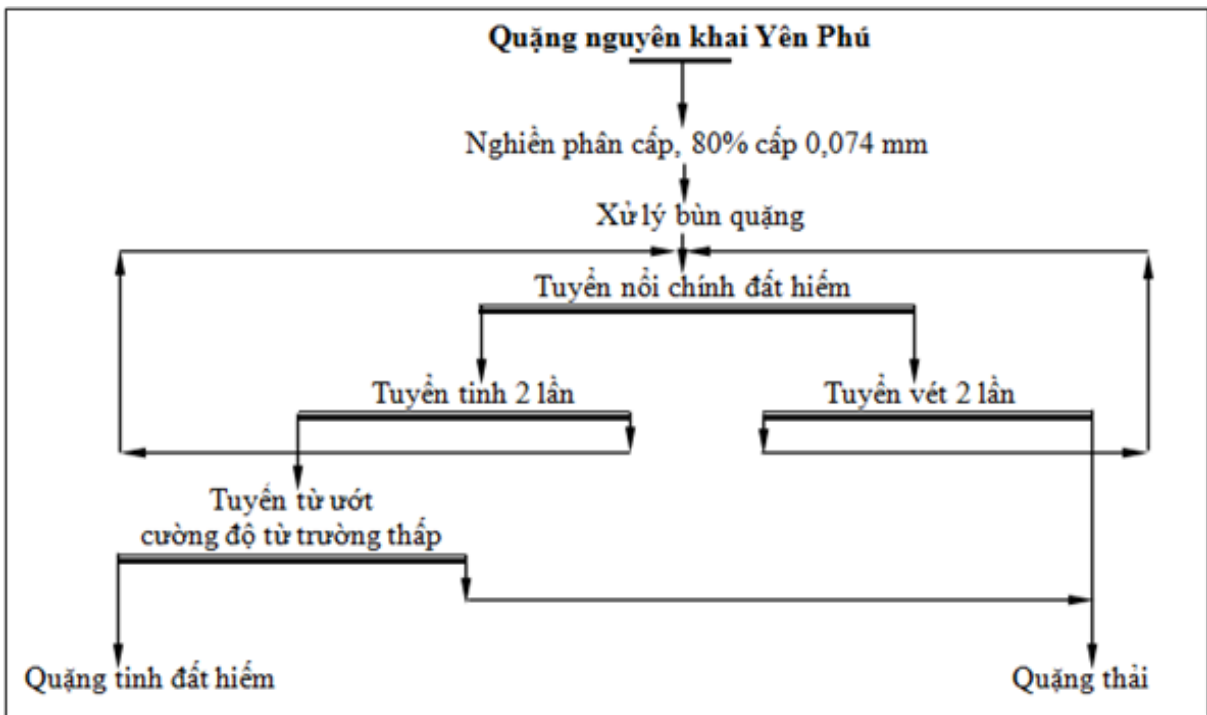 Quặng nguyên khai Yên Phú
Nghiền phân cấp, 80% cấp 0,074 mm
Xử lý bùn quặng
Tuyển nổi chính đất hiếm
Tuyển tinh 2 lần
Tuyển vét 2 lần
Tuyển từ ướt
cường độ từ trường thấp
Quặng tinh đất hiếm
Quặng thải